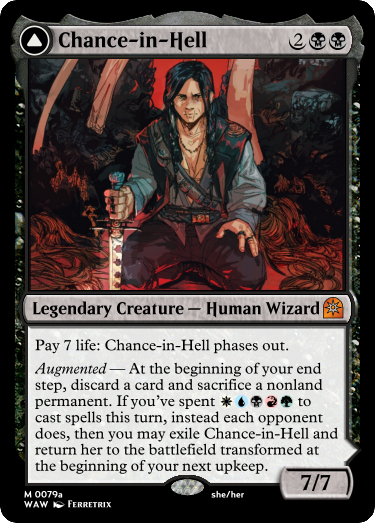 Chance-in-Hell 2
Legendary Creature — Human Wizard
Pay 7 life: Chance-in-Hell phases out.
Augmented — At the beginning of your end
step, discard a card and sacrifice a nonland
permanent. If you've spent to
cast spells this turn, instead each opponent
does, then you may exile Chance-in-Hell and
return her to the battlefield transformed at
the beginning of your next upkeep.
7/7
M 0079a
WAW Ferretrix
she/her